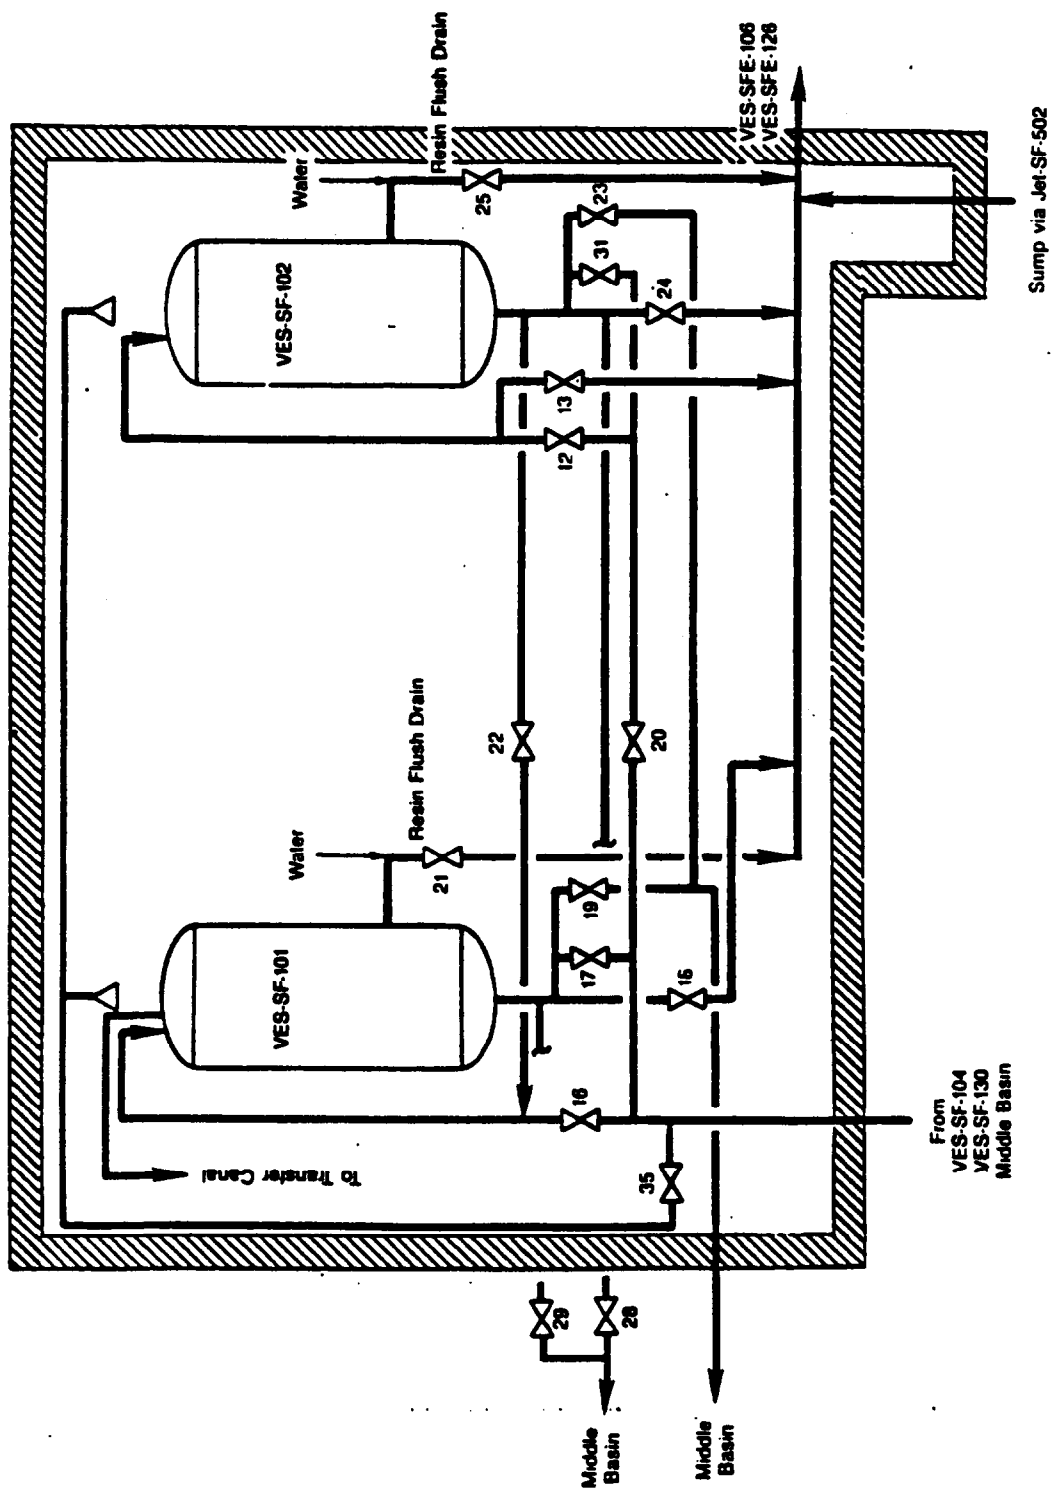 VES-SFE-106
VES-SFE-126
Resin Flush Drain
Water
Sump via Jet-SF-502
25
23
31
24
VES-SF-102
13
12
22
20
Resin Flush Drain
Water
21
19
17
15
VES-SF-101
16
To Transfer Canal
35
From
VES-SF-104
VES-SF-130
Middle Basin
29
28
Middle
Basin
Middle
Basin